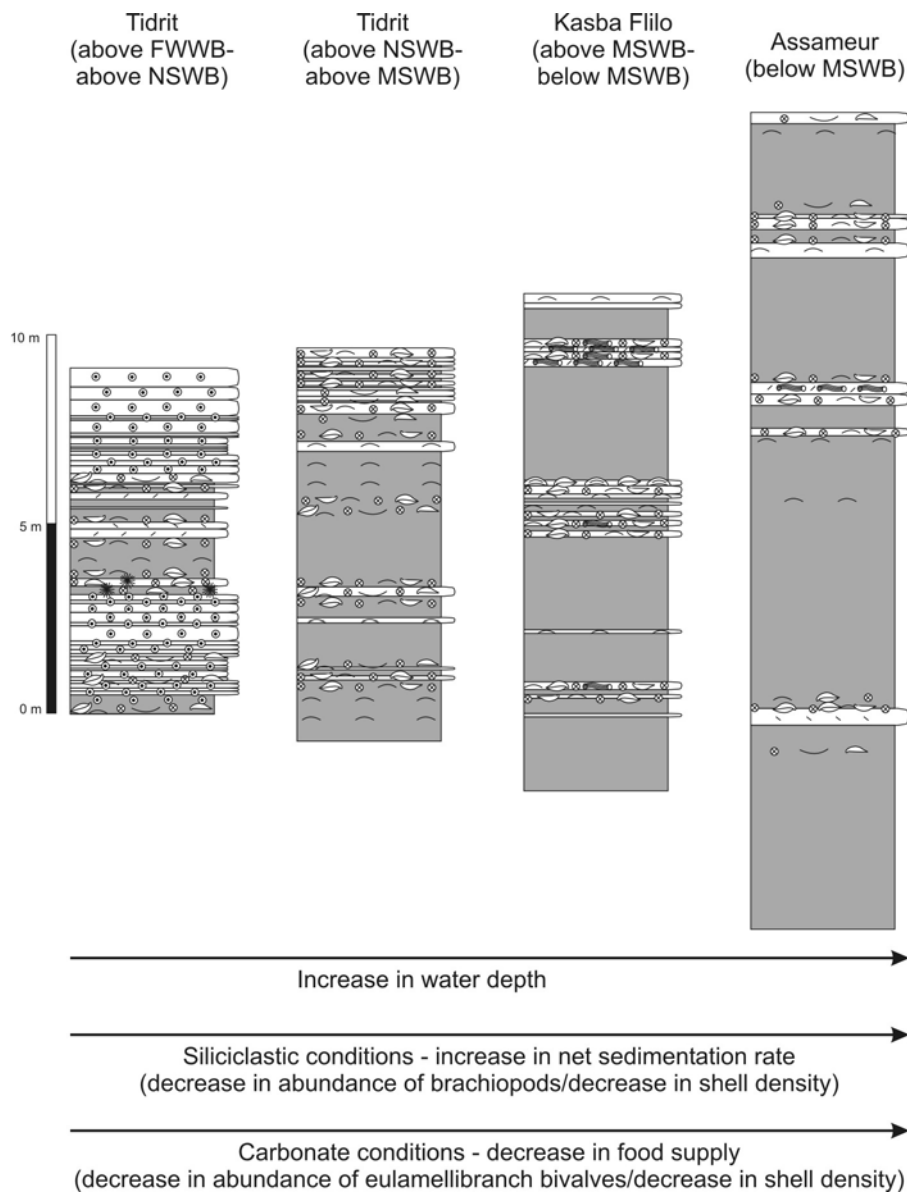 Tidrit
(above FWWB-
above NSWB)
Tidrit
(above NSWB-
above MSWB)
Kasba Flilo
(above MSWB-
below MSWB)
Assameur
(below MSWB)
10 m
5 m
0 m
Increase in water depth
Siliciclastic conditions - increase in net sedimentation rate
(decrease in abundance of brachiopods/decrease in shell density)
Carbonate conditions - decrease in food supply
(decrease in abundance of eulamellibranch bivalves/decrease in shell density)